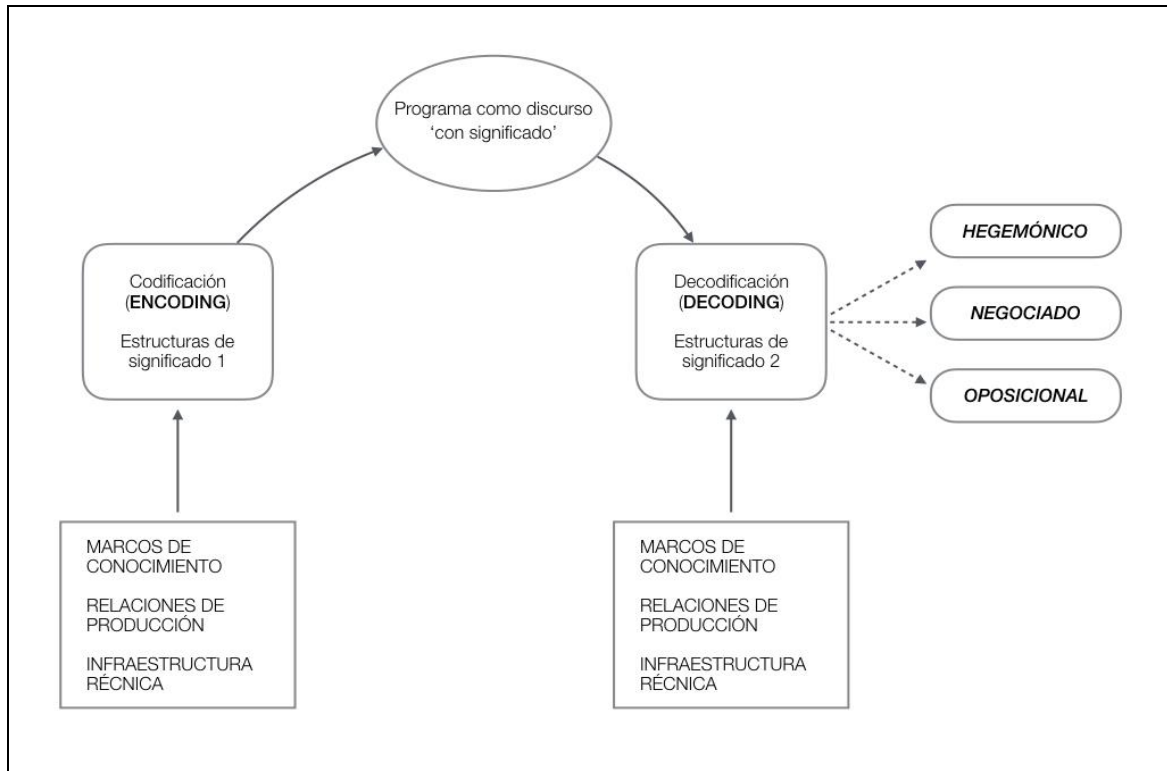 Programa como discurso
‘con significado’
Codificación
(ENCODING)
Estructuras de
significado 1
Decodificación
(DECODING)
Estructuras de
significado 2
HEGEMÓNICO
NEGOCIADO
OPOSICIONAL
MARCOS DE
CONOCIMIENTO
RELACIONES DE
PRODUCCIÓN
INFRAESTRUCTURA
RÉCNICA
MARCOS DE
CONOCIMIENTO
RELACIONES DE
PRODUCCIÓN
INFRAESTRUCTURA
RÉCNICA